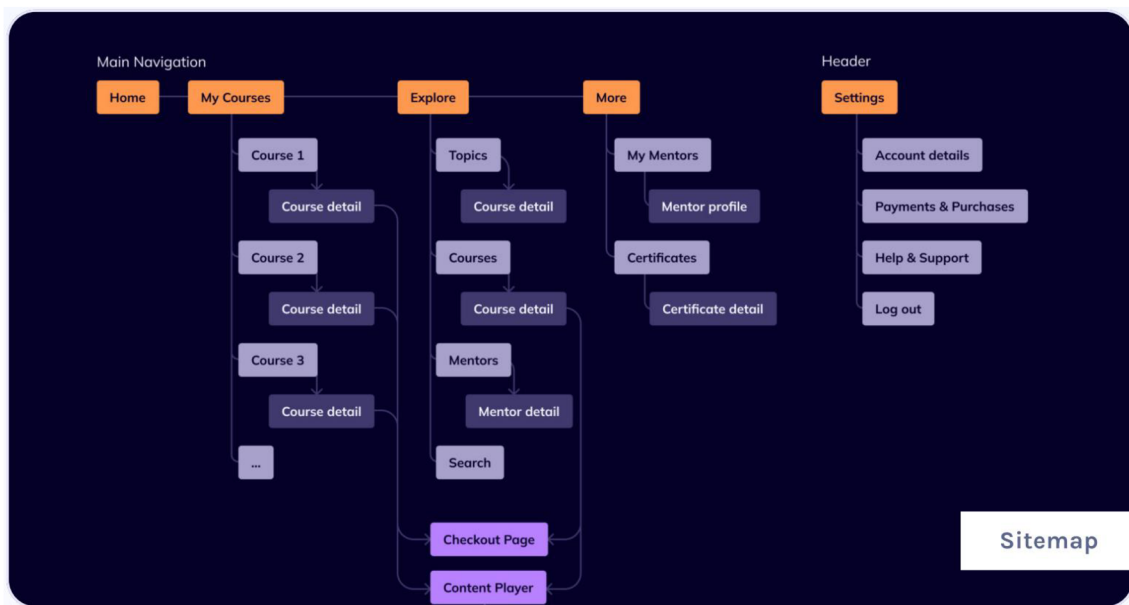 Main Navigation
Header
Home
My Courses
Explore
More
Settings
Course 1
Topics
My Mentors
Account details
Course detail
Course detail
Mentor profile
Payments & Purchases
Course 2
Courses
Certificates
Help & Support
Course detail
Course detail
Certificate detail
Log out
Course 3
Mentors
Course detail
Mentor detail
...
Search
Checkout Page
Sitemap
Content Player